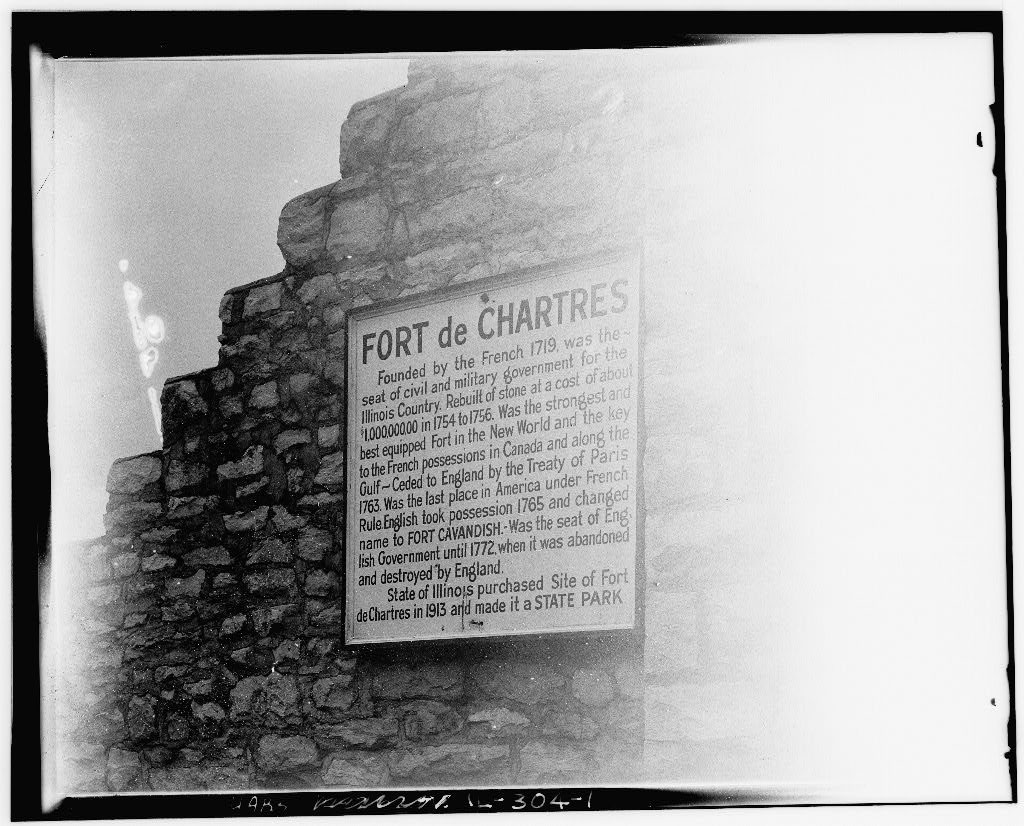 FORT de CHARTRES
Founded by the French 1719, was the~
seat of civil and military government for the
Illinois Country. Rebuilt of stone at a cost of about
$1,000,000.00 in 1754 to 1756. Was the strongest and
best equipped Fort in the New World and the key
to the French possessions in Canada and along the
Gulf~Ceded to England by the Treaty of Paris
1763. Was the last place in America under French
Rule. English took possession 1765 and changed
name to FORT CAVANDISH.-Was the seat of Eng.
lish Government until 1772, when it was abandoned
and destroyed by England.
State of Illinois purchased Site of Fort
de Chartres in 1913 and made it a STATE PARK
HABS IL-304-1